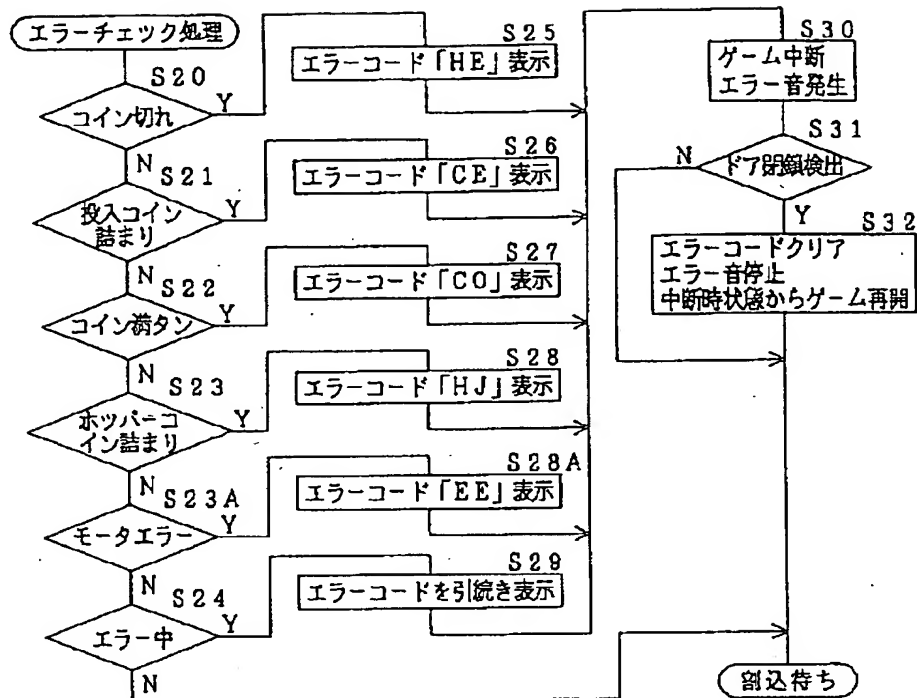 エラーチェック処理
S20
コイン切れ
Y
N
S21
投入コイン
詰まり
Y
N
S22
コイン満タン
Y
N
S23
ホッパーコ
イン詰まり
Y
N
S23A
モータエラー
Y
N
S24
エラー中
Y
N
S25
エラーコード「HE」表示
S26
エラーコード「CE」表示
S27
エラーコード「CO」表示
S28
エラーコード「HJ」表示
S28A
エラーコード「EE」表示
S29
エラーコードを引続き表示
S30
ゲーム中断
エラー音発生
S31
ドア閉鎖検出
N
Y
S32
エラーコードクリア
エラー音停止
中断時状態からゲーム再開
割込待ち